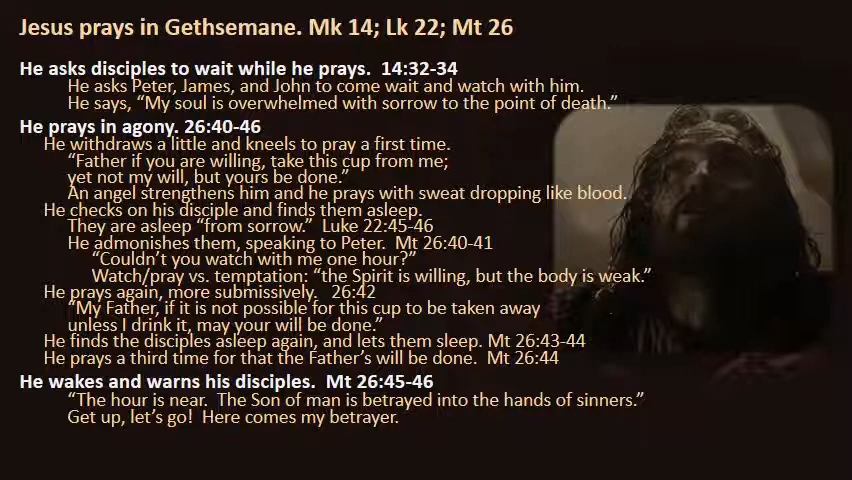 Jesus prays in Gethsemane. Mk 14; Lk 22; Mt 26
He asks disciples to wait while he prays. 14:32-34
He asks Peter, James, and John to come wait and watch with him.
He says, “My soul is overwhelmed with sorrow to the point of death.”
He prays in agony. 26:40-46
He withdraws a little and kneels to pray a first time.
“Father if you are willing, take this cup from me;
yet not my will, but yours be done.”
An angel strengthens him and he prays with sweat dropping like blood.
He checks on his disciple and finds them asleep.
They are asleep “from sorrow.” Luke 22:45-46
He admonishes them, speaking to Peter. Mt 26:40-41
“Couldn’t you watch with me one hour?”
Watch/pray vs. temptation: “the Spirit is willing, but the body is weak.”
He prays again, more submissively. 26:42
“My Father, if it is not possible for this cup to be taken away
unless I drink it, may your will be done.”
He finds the disciples asleep again, and lets them sleep. Mt 26:43-44
He prays a third time for that the Father’s will be done. Mt 26:44
He wakes and warns his disciples. Mt 26:45-46
“The hour is near. The Son of man is betrayed into the hands of sinners.”
Get up, let’s go! Here comes my betrayer.